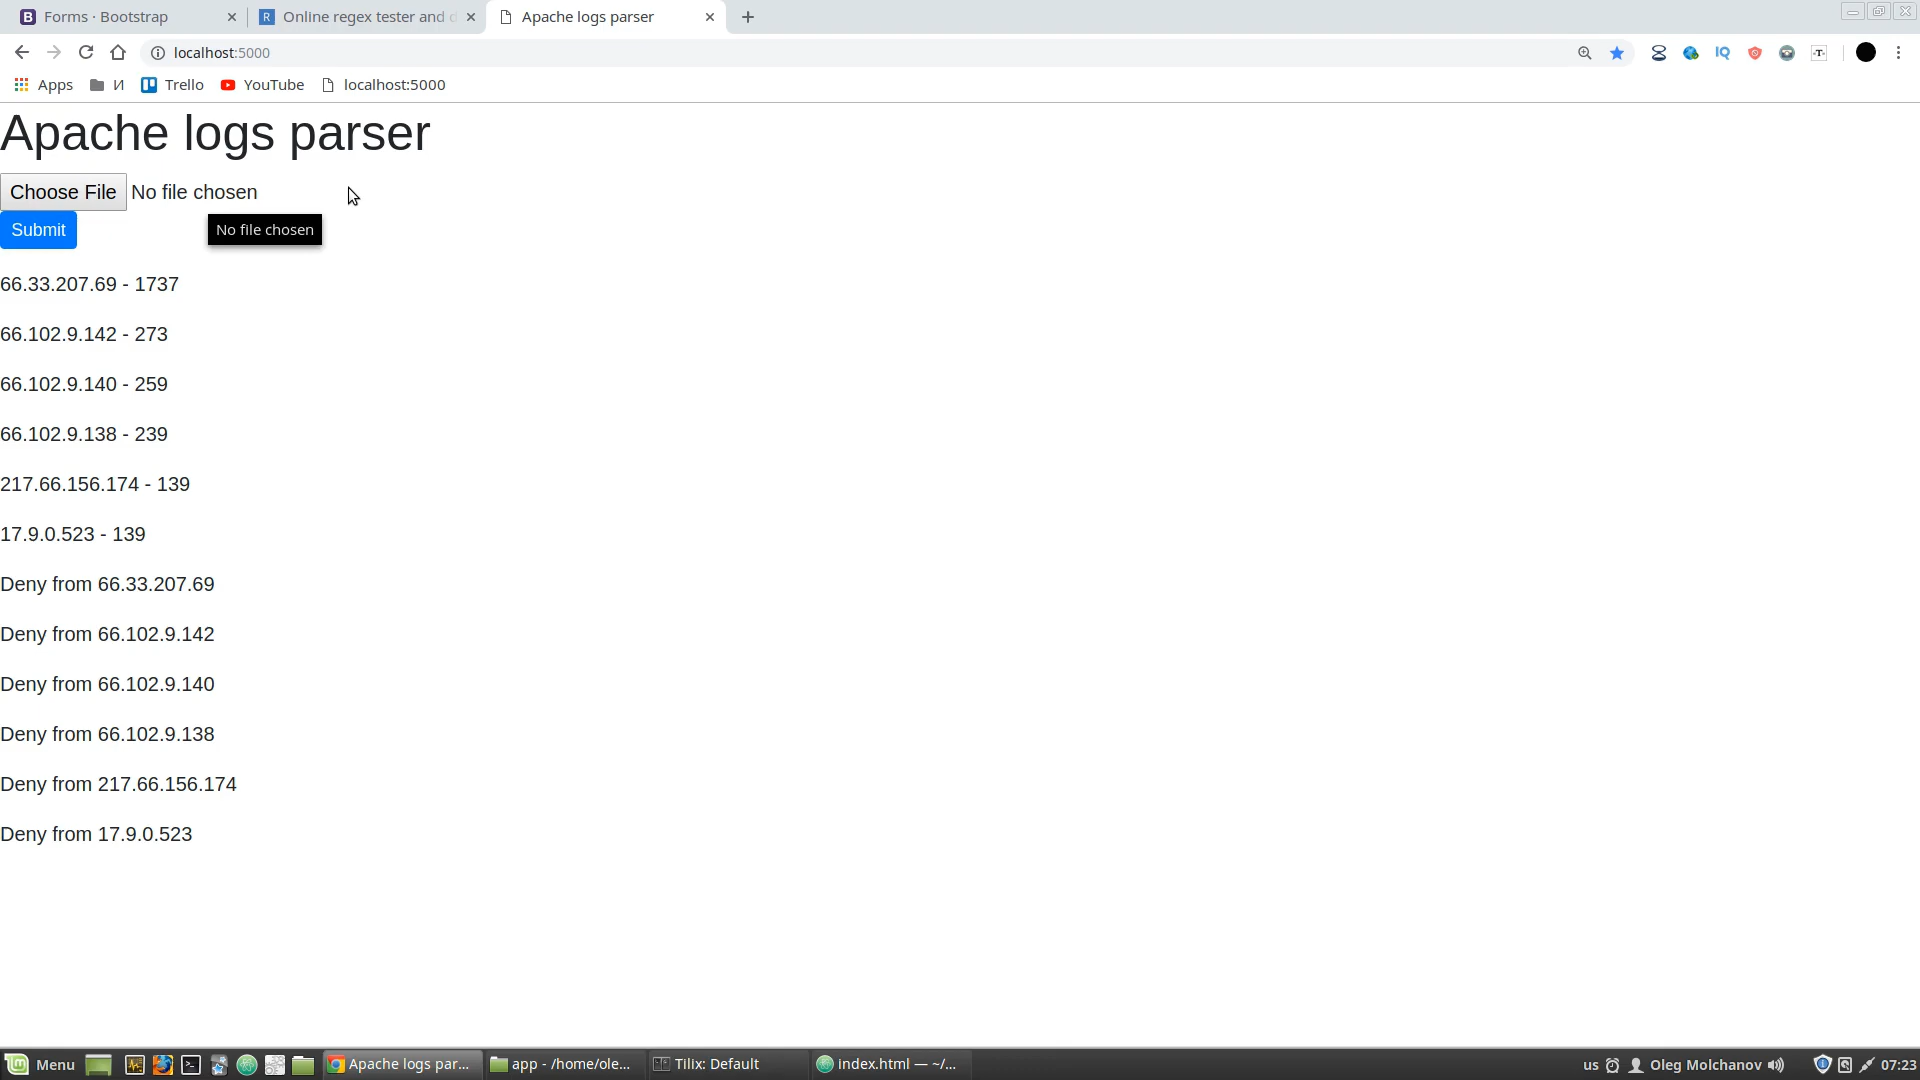 Forms · Bootstrap
Online regex tester and d
Apache logs parser
localhost:5000
Apps
И
Trello
YouTube
localhost:5000
Apache logs parser
Choose File No file chosen
Submit
No file chosen
66.33.207.69 - 1737
66.102.9.142 - 273
66.102.9.140 - 259
66.102.9.138 - 239
217.66.156.174 - 139
17.9.0.523 - 139
Deny from 66.33.207.69
Deny from 66.102.9.142
Deny from 66.102.9.140
Deny from 66.102.9.138
Deny from 217.66.156.174
Deny from 17.9.0.523
Menu
Apache logs par...
app - /home/ole...
Tilix: Default
index.html — ~/...
us
Oleg Molchanov
07:23